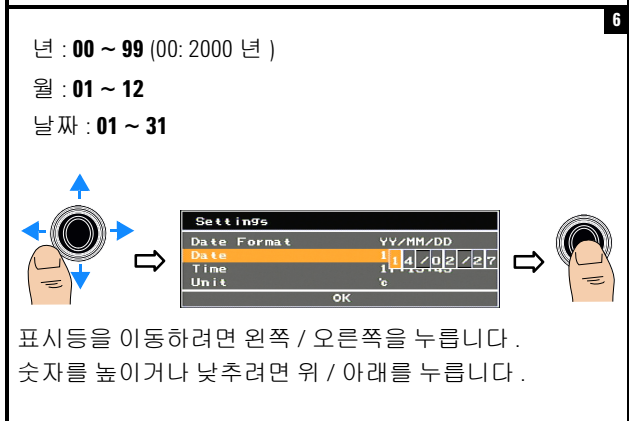 6
년 : 00 ~ 99 (00: 2000 년 )
월 : 01 ~ 12
날짜 : 01 ~ 31
Settings
Date Format YY/MM/DD
Date 14/02/27
Time
Unit ℃
OK
표시등을 이동하려면 왼쪽 / 오른쪽을 누릅니다 .
숫자를 높이거나 낮추려면 위 / 아래를 누릅니다 .